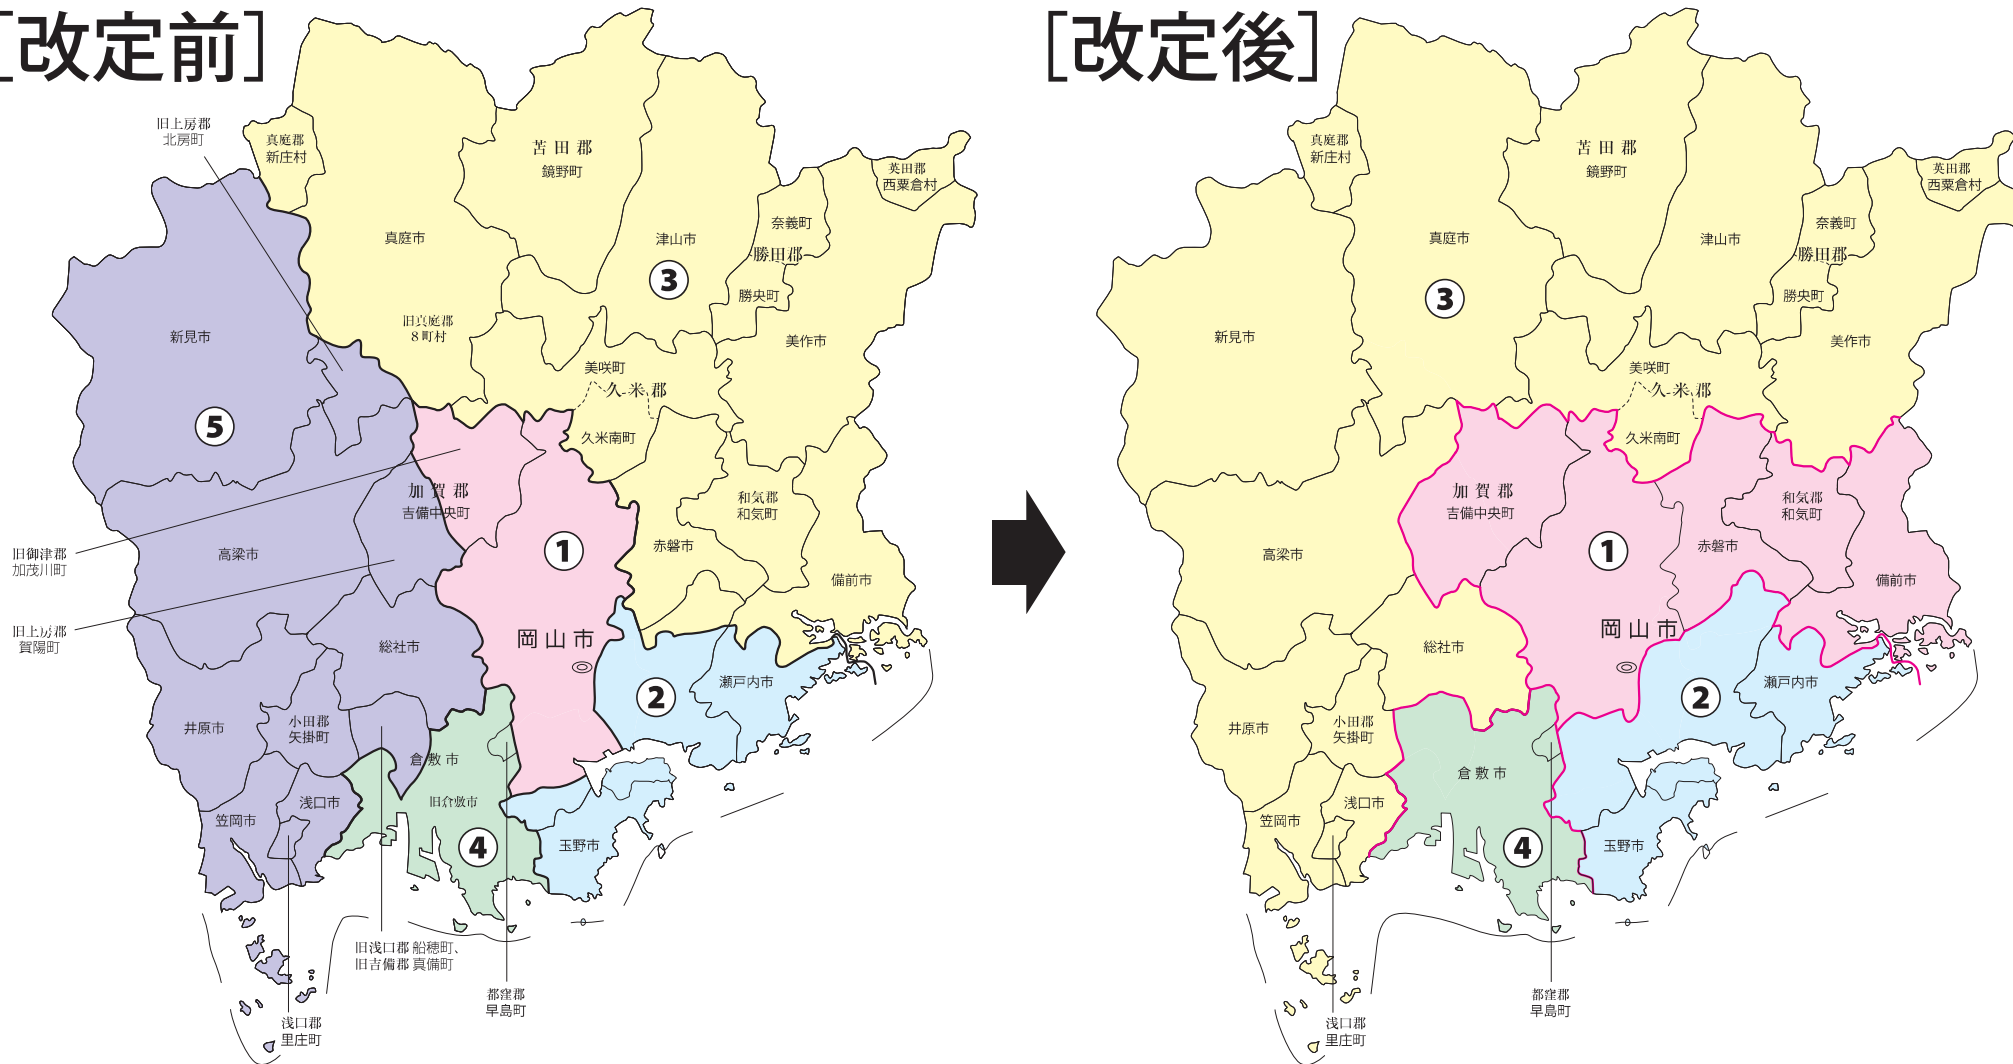 [改定前]
旧上房郡
北房町
真庭郡
新庄村
苫田郡
鏡野町
英田郡
西粟倉村
奈義町
真庭市
津山市
勝田郡
③
勝央町
旧真庭郡
8町村
新見市
美作市
美咲町
久米郡
⑤
久米南町
加賀郡
吉備中央町
和気郡
和気町
旧御津郡
加茂川町
高梁市
①
赤磐市
備前市
旧上房郡
賀陽町
総社市
岡山市
②
瀬戸内市
井原市
小田郡
矢掛町
倉敷市
浅口市
旧倉敷市
笠岡市
④
玉野市
旧浅口郡 船穂町、
旧吉備郡 真備町
都窪郡
早島町
浅口郡
里庄町
[改定後]
真庭郡
新庄村
苫田郡
鏡野町
英田郡
西粟倉村
奈義町
真庭市
津山市
勝田郡
③
勝央町
新見市
美作市
美咲町
久米郡
久米南町
加賀郡
吉備中央町
和気郡
和気町
高梁市
①
赤磐市
備前市
岡山市
総社市
②
瀬戸内市
井原市
小田郡
矢掛町
倉敷市
浅口市
笠岡市
④
玉野市
都窪郡
早島町
浅口郡
里庄町